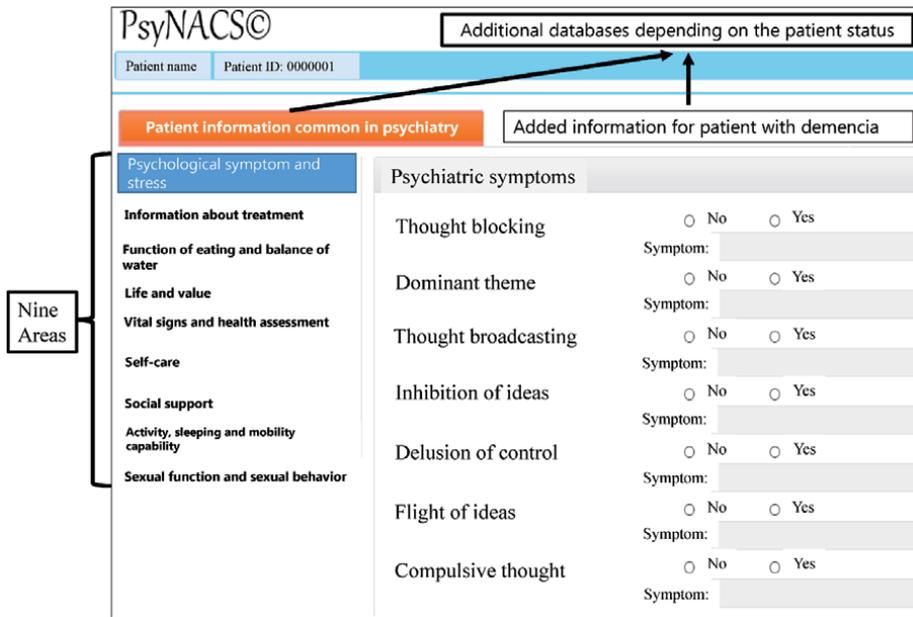 PsyNACS©
Additional databases depending on the patient status
Patient name
Patient ID: 0000001
Patient information common in psychiatry
Added information for patient with demencia
Nine
Areas
Psychological symptom and
stress
Information about treatment
Function of eating and balance of
water
Life and value
Vital signs and health assessment
Self-care
Social support
Activity, sleeping and mobility
capability
Sexual function and sexual behavior
Psychiatric symptoms
Thought blocking
No Yes
Symptom:
Dominant theme
No Yes
Symptom:
Thought broadcasting
No Yes
Symptom:
Inhibition of ideas
No Yes
Symptom:
Delusion of control
No Yes
Symptom:
Flight of ideas
No Yes
Symptom:
Compulsive thought
No Yes
Symptom: